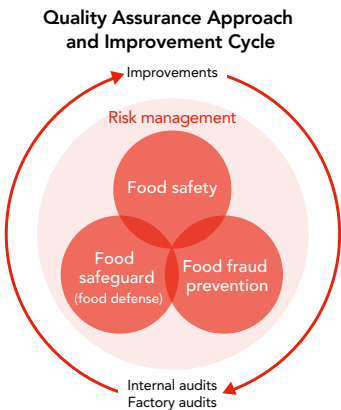 Quality Assurance Approach
and Improvement Cycle
Improvements
Risk management
Food safety
Food
safeguard
(food defense)
Food fraud
prevention
Internal audits
Factory audits